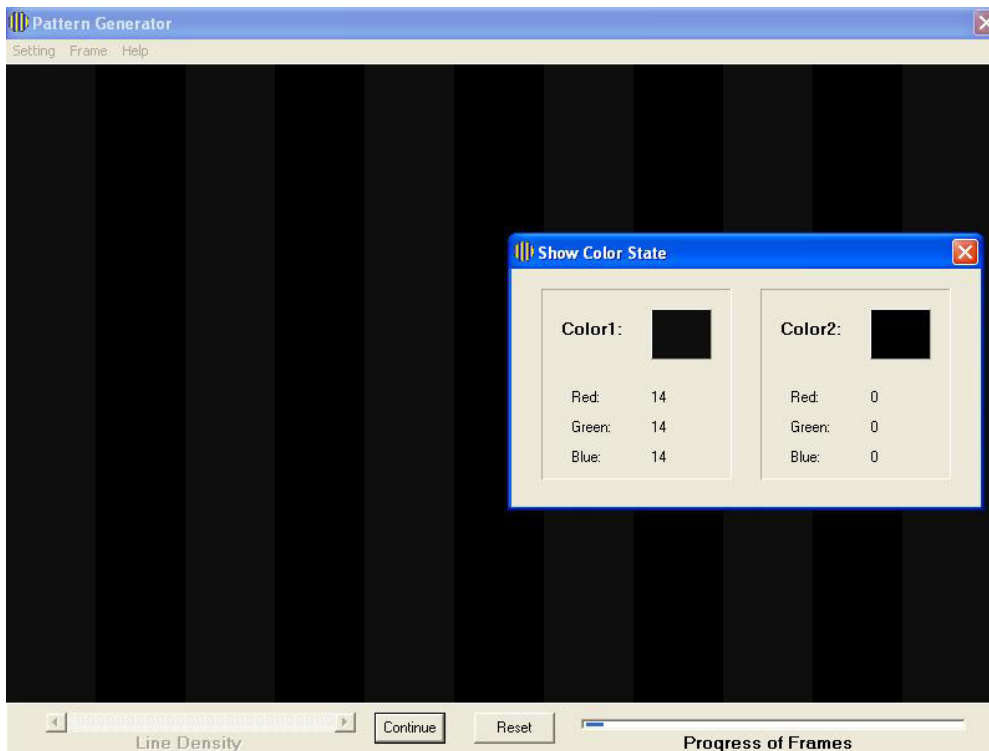 Pattern Generator
Setting Frame Help
Show Color State
Color1: Color2:
Red: 14 Red: 0
Green: 14 Green: 0
Blue: 14 Blue: 0
Continue Reset
Line Density Progress of Frames